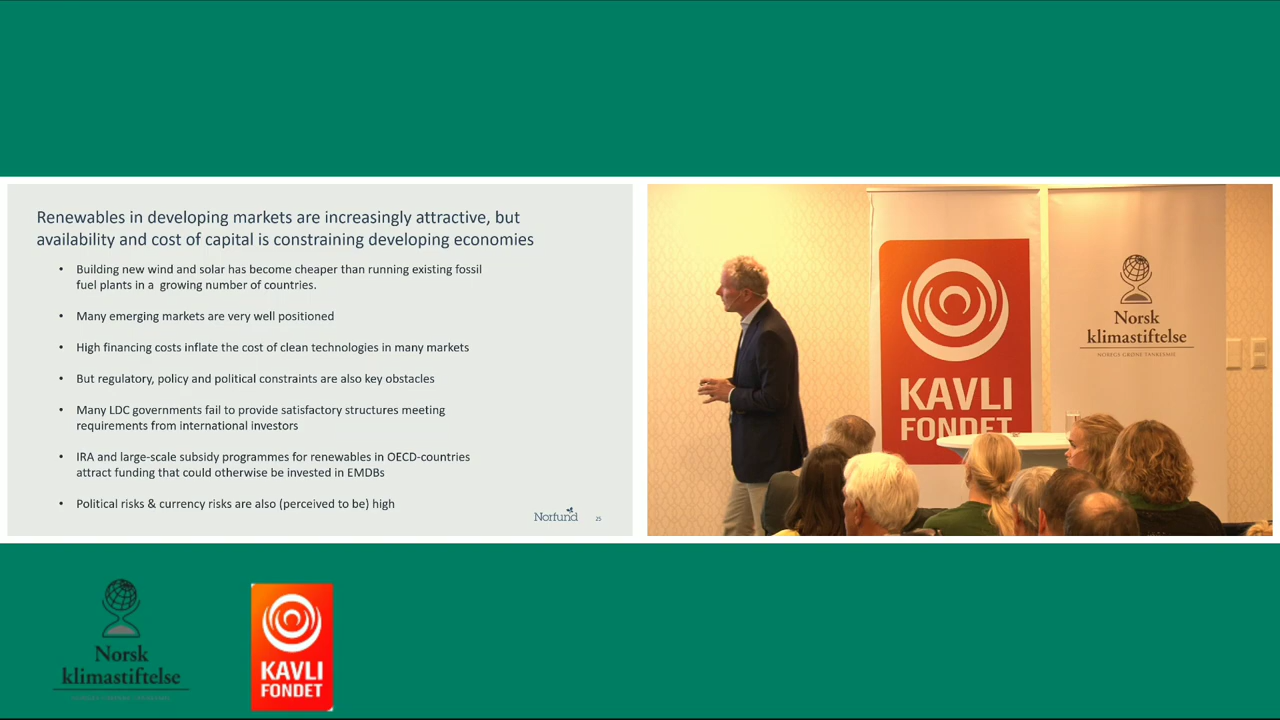 Renewables in developing markets are increasingly attractive, but
availability and cost of capital is constraining developing economies
• Building new wind and solar has become cheaper than running existing fossil
fuel plants in a growing number of countries.
• Many emerging markets are very well positioned
• High financing costs inflate the cost of clean technologies in many markets
• But regulatory, policy and political constraints are also key obstacles
• Many LDC governments fail to provide satisfactory structures meeting
requirements from international investors
• IRA and large-scale subsidy programmes for renewables in OECD-countries
attract funding that could otherwise be invested in EMDBs
• Political risks & currency risks are also (perceived to be) high
Norfund
25
KAVLI
FONDET
Norsk
klimastiftelse
NORGES GRØNNE TANKESMIE
Norsk
klimastiftelse
KAVLI
FONDET